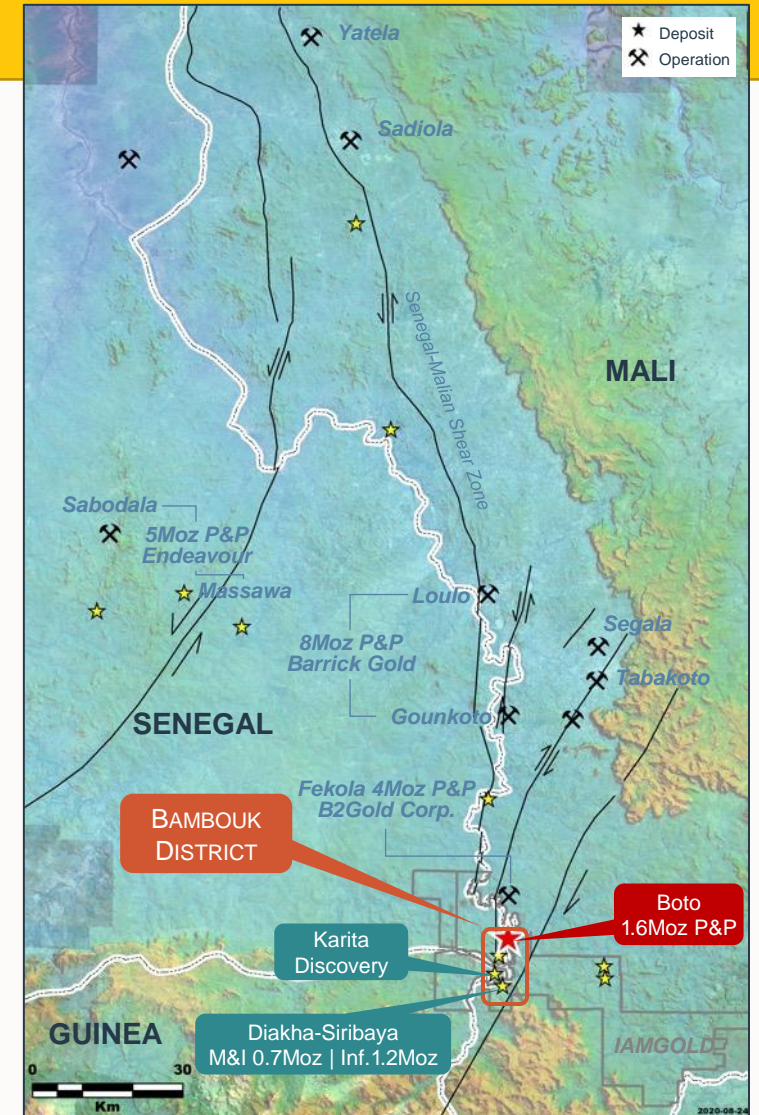 Yatela
Deposit
Operation
Sadiola
Senegal-Malian Shear Zone
MALI
Sabodala
5Moz P&P
Endeavour
Massawa
Loulo
Segala
8Moz P&P
Barrick Gold
Tabakoto
Gounkoto
SENEGAL
Fekola 4Moz P&P
B2Gold Corp.
BAMBOUK
DISTRICT
Boto
1.6Moz P&P
Karita
Discovery
GUINEA
Diakha-Siribaya
M&I 0.7Moz | Inf.1.2Moz
IAMGOLD
0 30
Km
2020-08-24